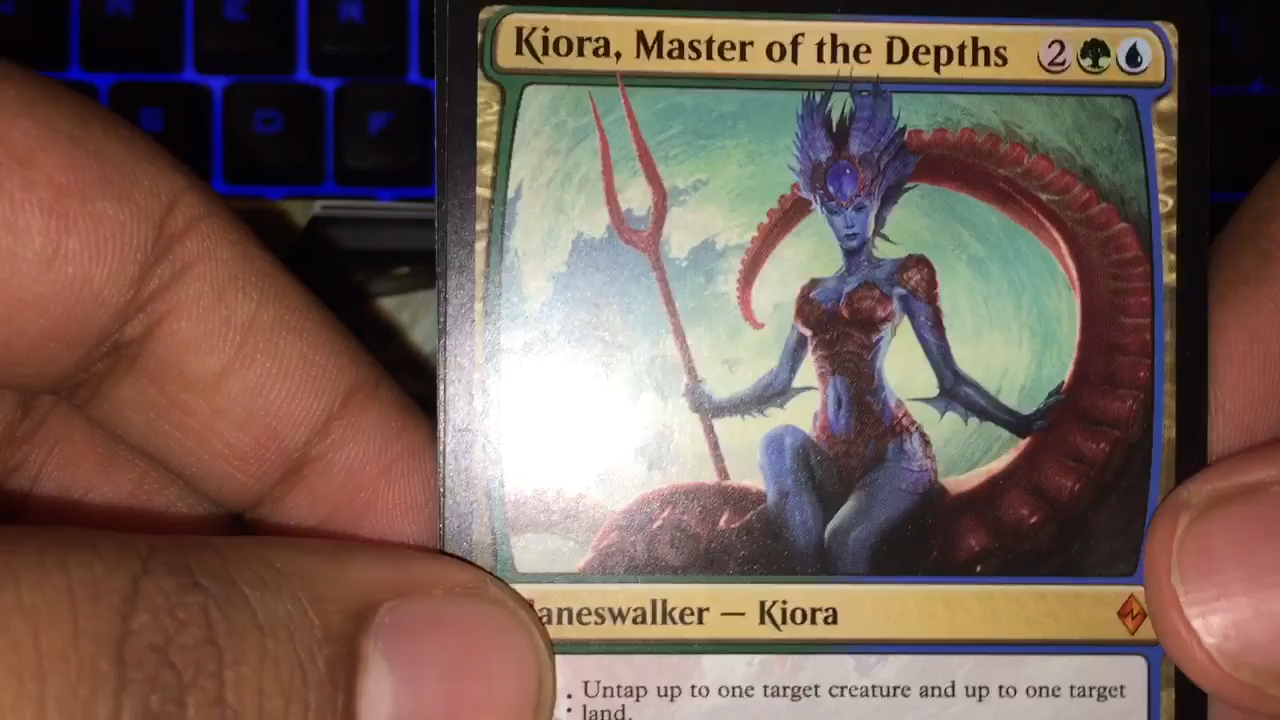 Kiora, Master of the Depths 2
aneswalker — Kiora
: Untap up to one target creature and up to one target
land.
D
F